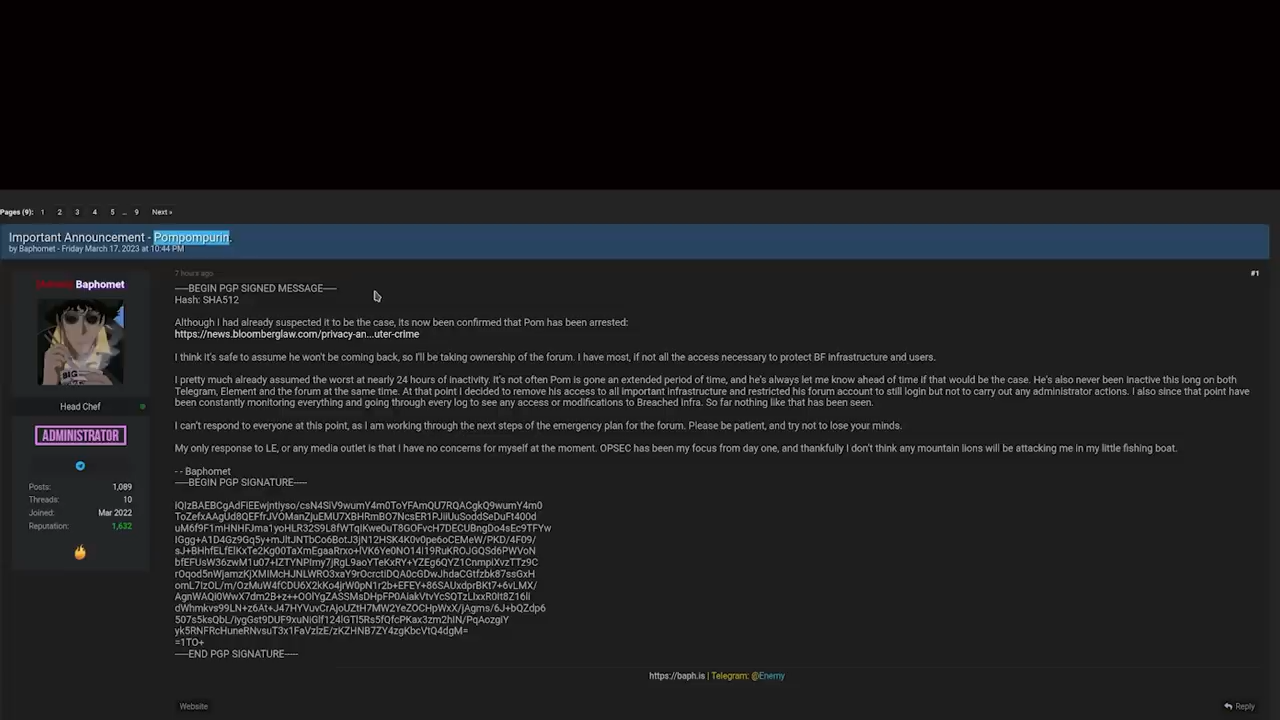 Pages (9): 1 2 3 4 5 ... 9 Next »
Important Announcement - Pompompurin.
by Baphomet - Friday March 17, 2023 at 10:44 PM
7 hours ago.
#1
Baphomet
BIG
Head Chef
ADMINISTRATOR
Posts: 1,089
Threads: 10
Joined: Mar 2022
Reputation: 1,632
-----BEGIN PGP SIGNED MESSAGE-----
Hash: SHA512
Although I had already suspected it to be the case, its now been confirmed that Pom has been arrested:
https://news.bloomberglaw.com/privacy-an...uter-crime
I think it's safe to assume he won't be coming back, so I'll be taking ownership of the forum. I have most, if not all the access necessary to protect BF infrastructure and users.
I pretty much already assumed the worst at nearly 24 hours of inactivity. It's not often Pom is gone an extended period of time, and he's always let me know ahead of time if that would be the case. He's also never been inactive this long on both
Telegram, Element and the forum at the same time. At that point I decided to remove his access to all important infrastructure and restricted his forum account to still login but not to carry out any administrator actions. I also since that point have
been constantly monitoring everything and going through every log to see any access or modifications to Breached infra. So far nothing like that has been seen.
I can't respond to everyone at this point, as I am working through the next steps of the emergency plan for the forum. Please be patient, and try not to lose your minds.
My only response to LE, or any media outlet is that I have no concerns for myself at the moment. OPSEC has been my focus from day one, and thankfully I don't think any mountain lions will be attacking me in my little fishing boat.
- - Baphomet
-----BEGIN PGP SIGNATURE-----
=1TO+
-----END PGP SIGNATURE-----
https://baph.is | Telegram: @Enemy
Website
Reply